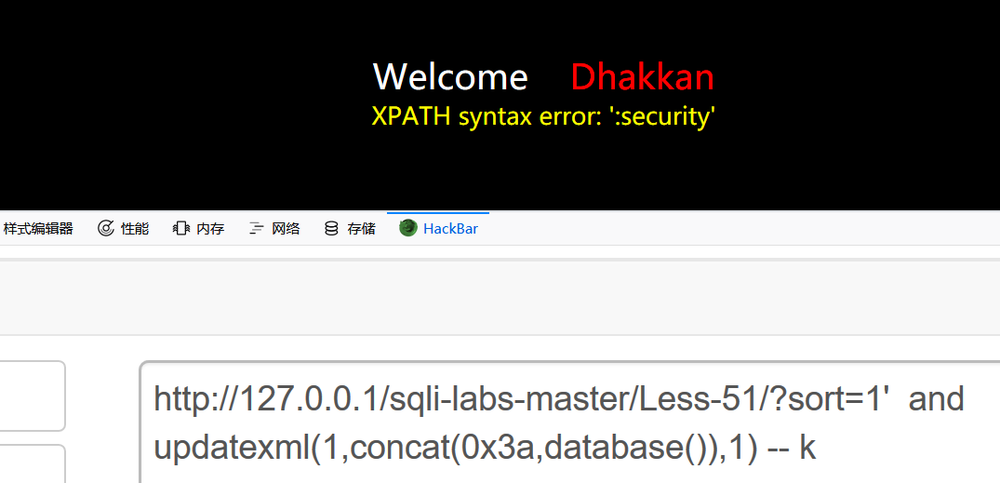 Welcome Dhakkan
XPATH syntax error: ':security'
样式编辑器 性能 内存 网络 存储 HackBar
http://127.0.0.1/sqli-labs-master/Less-51/?sort=1' and
updatexml(1,concat(0x3a,database()),1) -- k